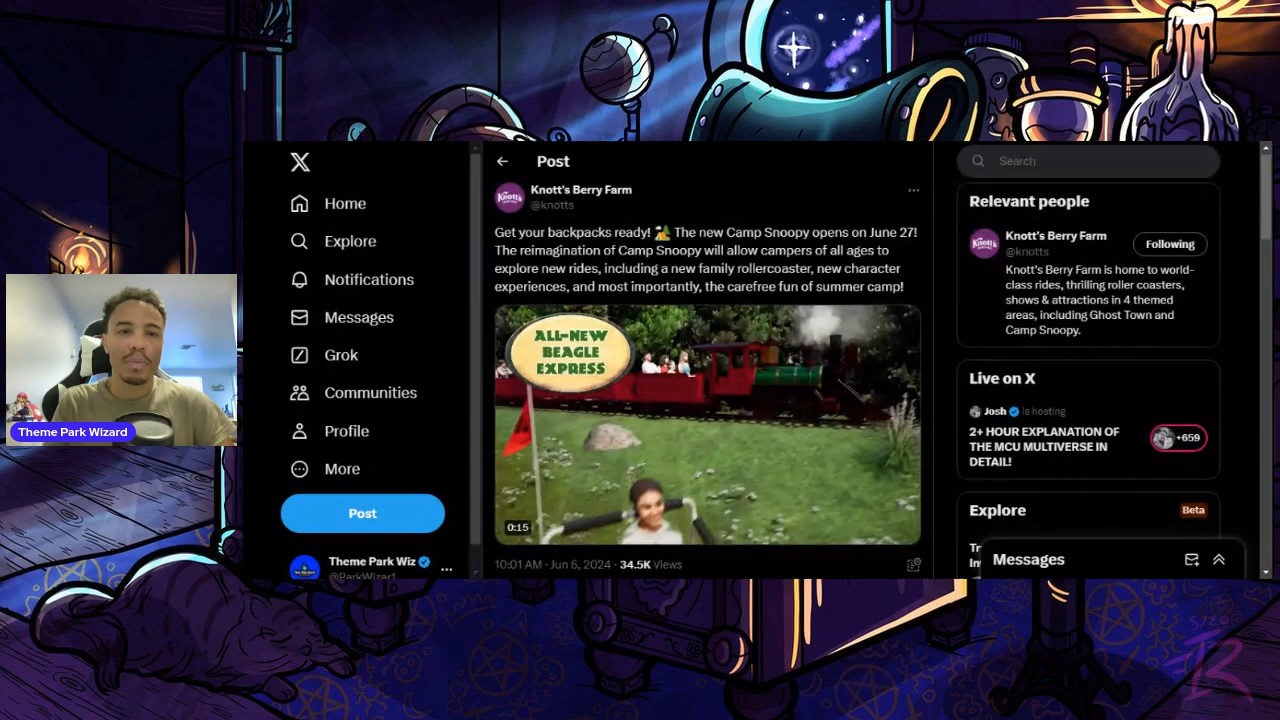 Post
Search
Home
Explore
Notifications
Messages
Grok
Communities
Profile
More
Post
Theme Park Wiz
@ParkWizar1
Theme Park Wizard
Knott's
Knott's Berry Farm
@knotts
Get your backpacks ready! 🏕️ The new Camp Snoopy opens on June 27!
The reimagination of Camp Snoopy will allow campers of all ages to
explore new rides, including a new family rollercoaster, new character
experiences, and most importantly, the carefree fun of summer camp!
ALL-NEW
BEAGLE
EXPRESS
0:15
10:01 AM · Jun 6, 2024 · 34.5K Views
Relevant people
Knott's
Knott's Berry Farm
@knotts
Following
Knott's Berry Farm is home to world-
class rides, thrilling roller coasters,
shows & attractions in 4 themed
areas, including Ghost Town and
Camp Snoopy.
Live on X
Josh is hosting
2+ HOUR EXPLANATION OF
THE MCU MULTIVERSE IN
DETAIL!
+659
Explore
Beta
Messages
5/20
R